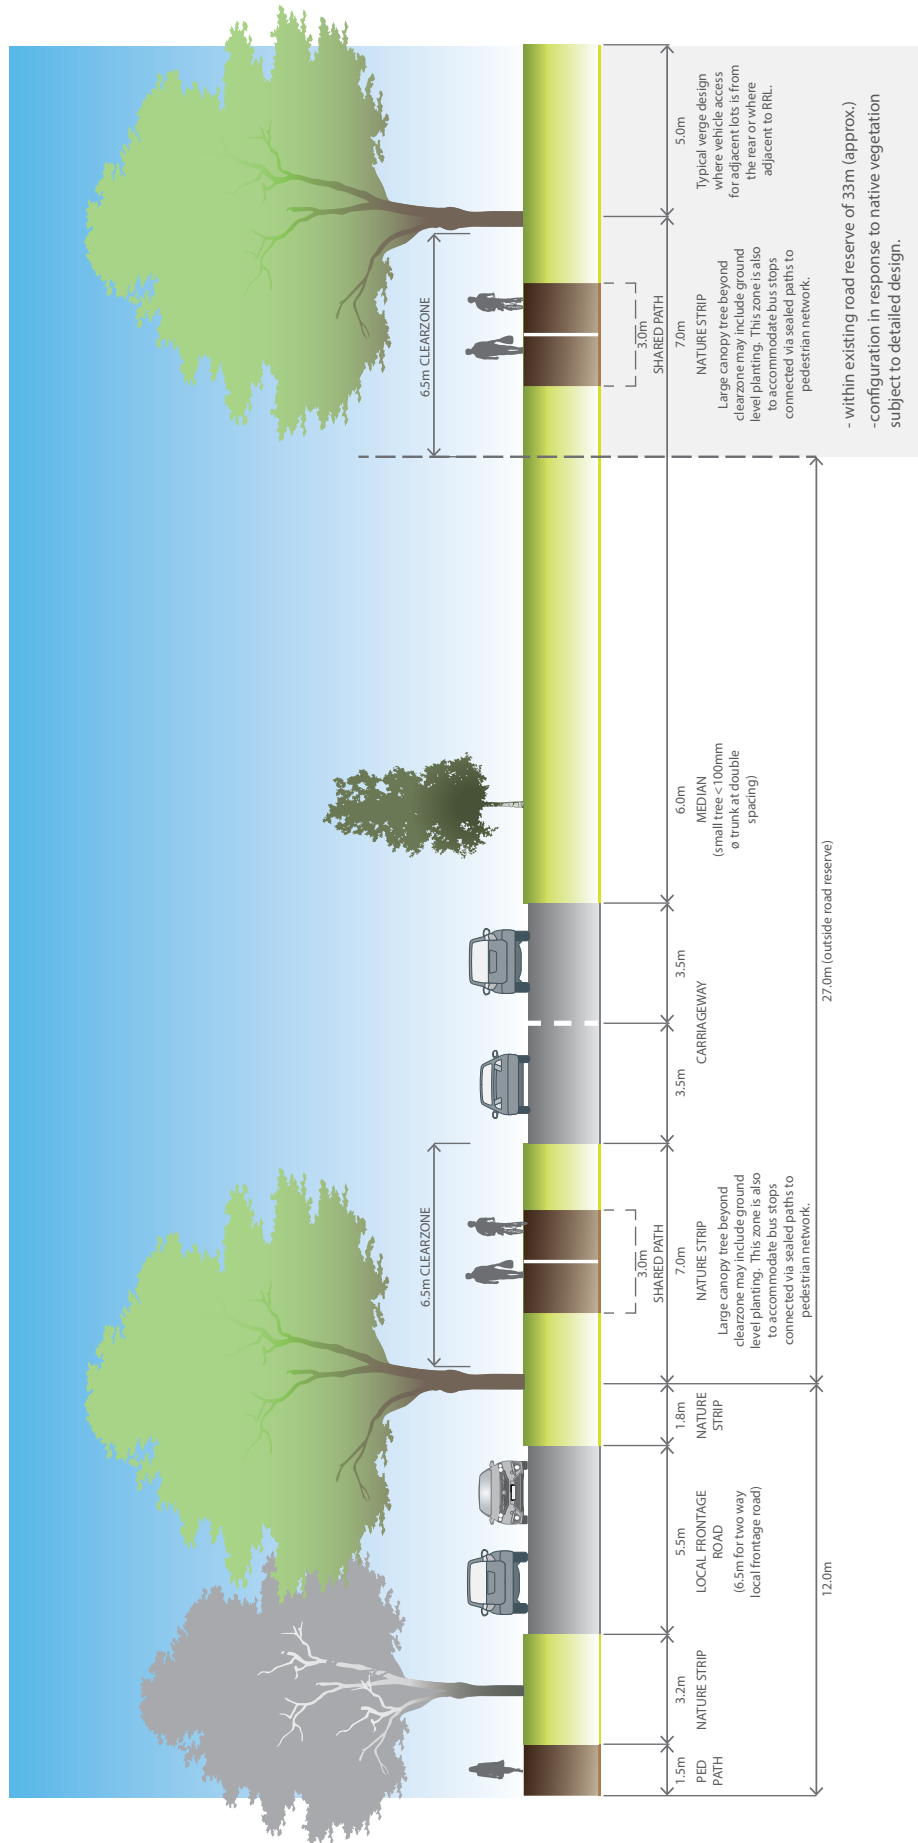 6.5m CLEARZONE
6.5m CLEARZONE
1.5m
PED
PATH
3.2m
NATURE STRIP
5.5m
LOCAL FRONTAGE
ROAD
(6.5m for two way
local frontage road)
1.8m
NATURE
STRIP
3.0m
SHARED PATH
7.0m
NATURE STRIP
Large canopy tree beyond
clearzone may include ground
level planting. This zone is also
to accommodate bus stops
connected via sealed paths to
pedestrian network.
3.5m
3.5m
CARRIAGEWAY
6.0m
MEDIAN
(small tree <100mm
ø trunk at double
spacing)
3.0m
SHARED PATH
7.0m
NATURE STRIP
Large canopy tree beyond
clearzone may include ground
level planting. This zone is also
to accommodate bus stops
connected via sealed paths to
pedestrian network.
5.0m
Typical verge design
where vehicle access
for adjacent lots is from
the rear or where
adjacent to RRL.
12.0m
27.0m (outside road reserve)
- within existing road reserve of 33m (approx.)
-configuration in response to native vegetation
subject to detailed design.